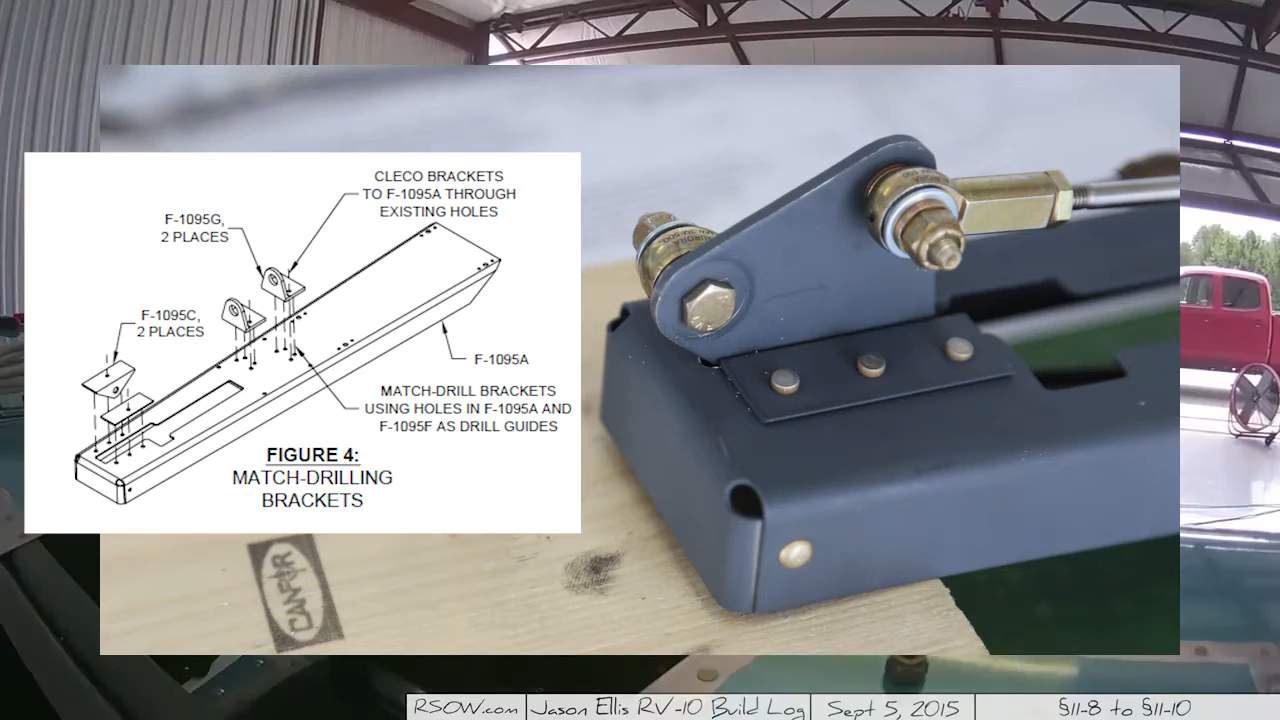 CLECO BRACKETS
TO F-1095A THROUGH
EXISTING HOLES
F-1095G,
2 PLACES
F-1095C,
2 PLACES
F-1095A
MATCH-DRILL BRACKETS
USING HOLES IN F-1095A AND
F-1095F AS DRILL GUIDES
FIGURE 4:
MATCH-DRILLING
BRACKETS
AURORA
CANFOR
RSOW.com
Jason Ellis RV-10 Build Log
Sept 5, 2015
§11-8 to §11-10